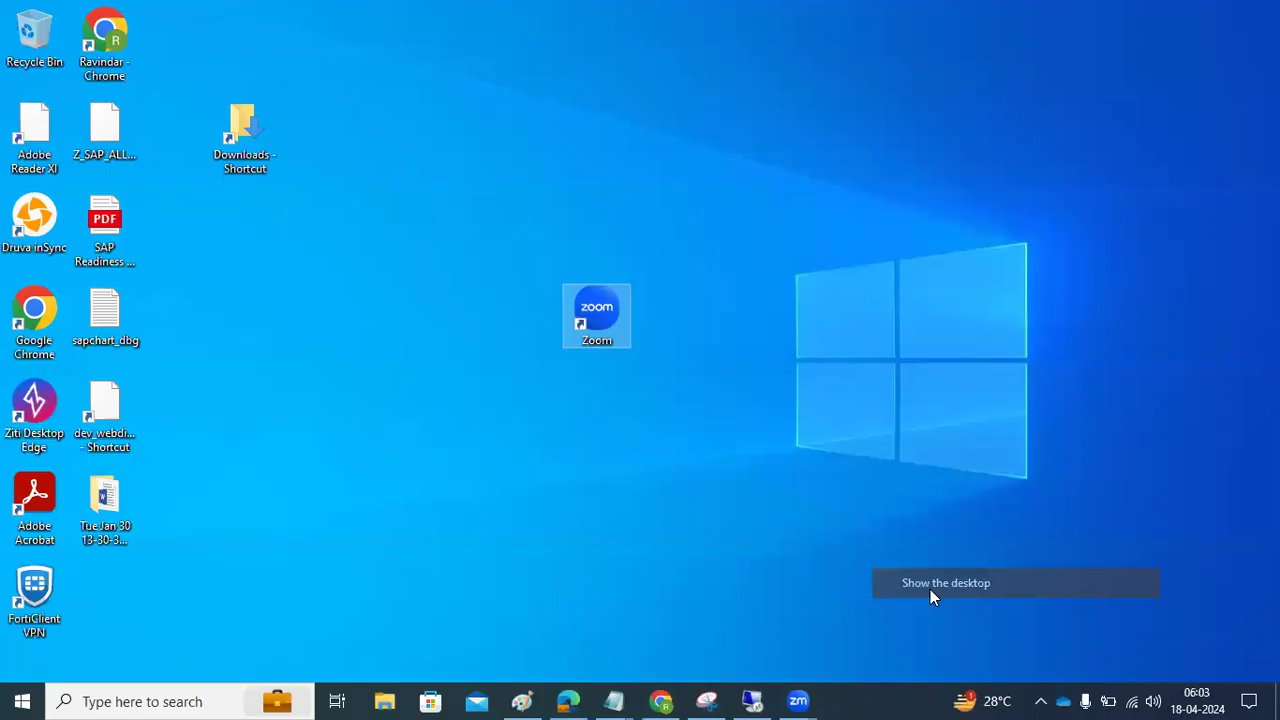 Recycle Bin
Ravindar -
Chrome
Adobe
Reader XI
Z_SAP_ALL...
Downloads -
Shortcut
Druva inSync
PDF
SAP
Readiness ...
Google
Chrome
sapchart_dbg
zoom
Zoom
Ziti Desktop
Edge
dev_webdi...
- Shortcut
Adobe
Acrobat
Tue Jan 30
13-30-3...
FortiClient
VPN
Show the desktop
Type here to search
zm
1
28°C
06:03
18-04-2024